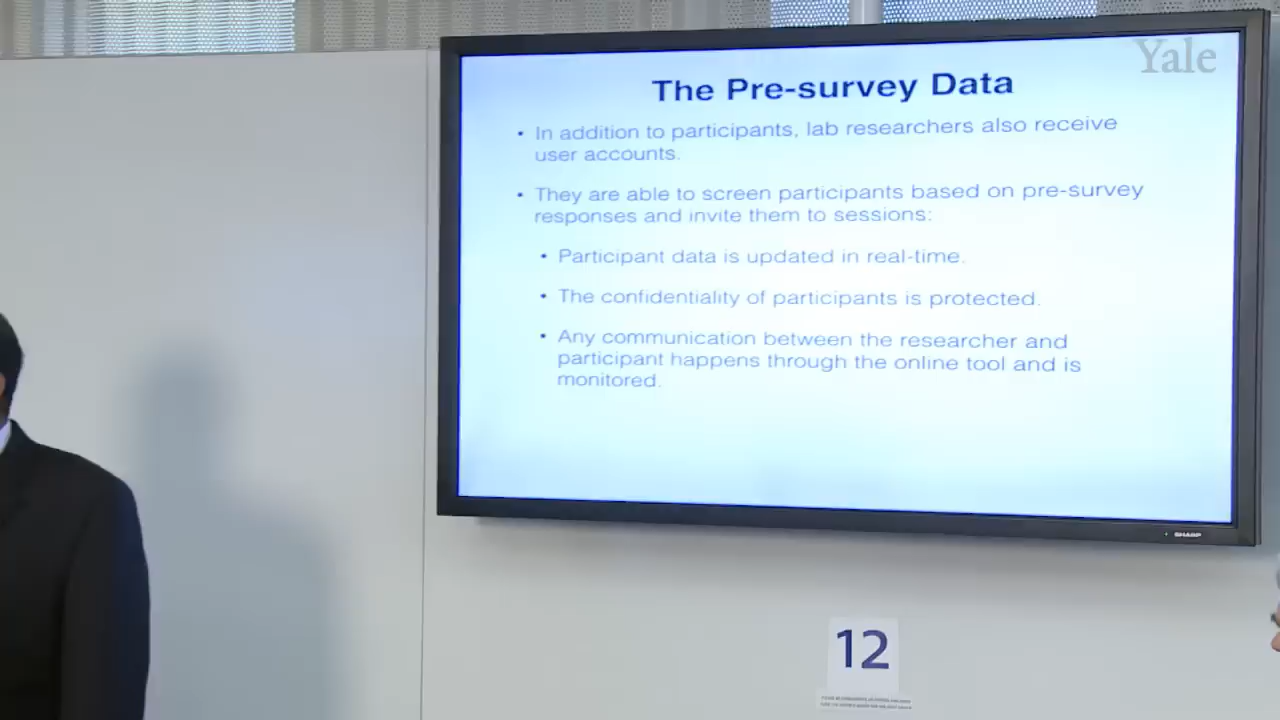 Yale
The Pre-survey Data
• In addition to participants, lab researchers also receive
user accounts.
• They are able to screen participants based on pre-survey
responses and invite them to sessions:
• Participant data is updated in real-time.
• The confidentiality of participants is protected.
• Any communication between the researcher and
participant happens through the online tool and is
monitored.
SHARP
12